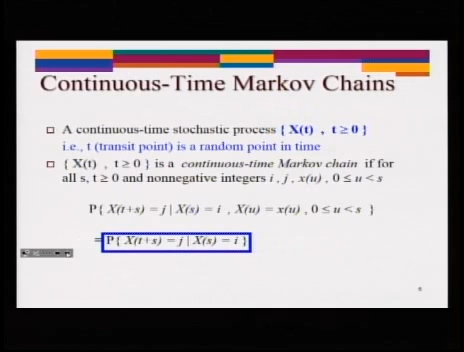 Continuous-Time Markov Chains
A continuous-time stochastic process { X(t) , t ≥ 0 }
i.e., t (transit point) is a random point in time
{ X(t) , t ≥ 0 } is a continuous-time Markov chain if for
all s, t ≥ 0 and nonnegative integers i , j , x(u) , 0 ≤ u < s
P{ X(t+s) = j | X(s) = i , X(u) = x(u) , 0 ≤ u < s }
= P{ X(t+s) = j | X(s) = i }